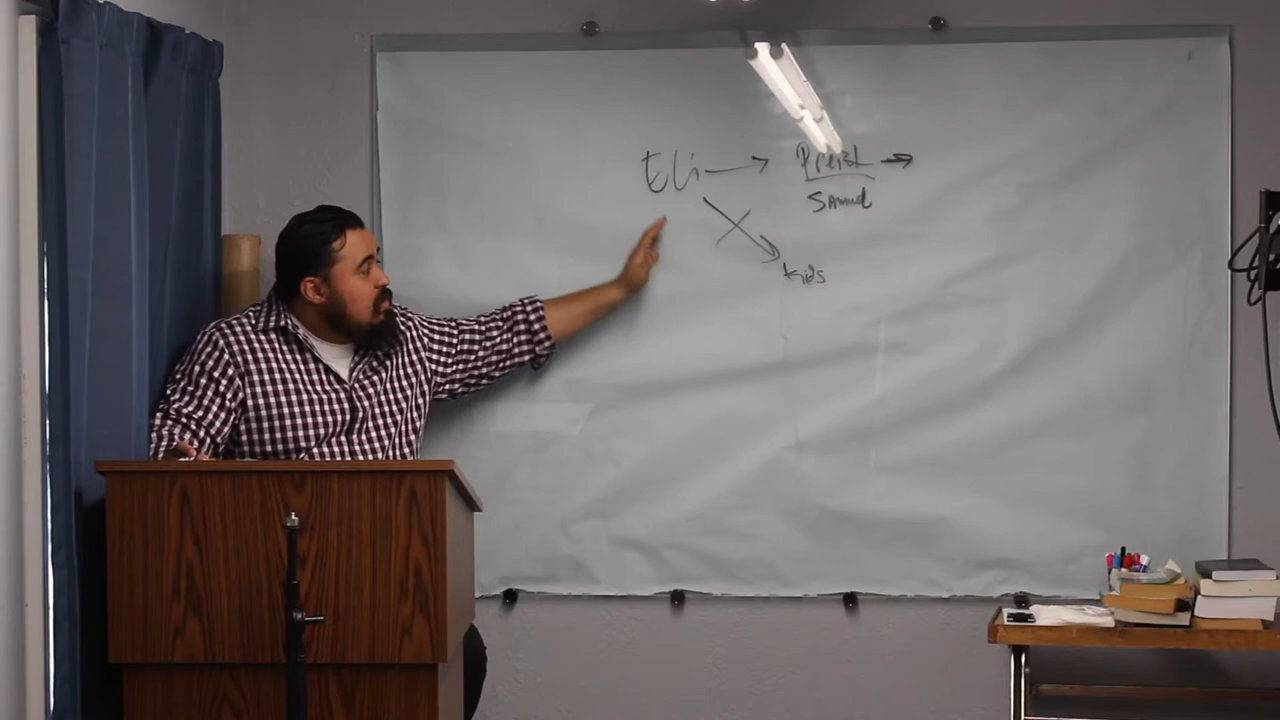 Eli → Preist →
Samuel
Kids